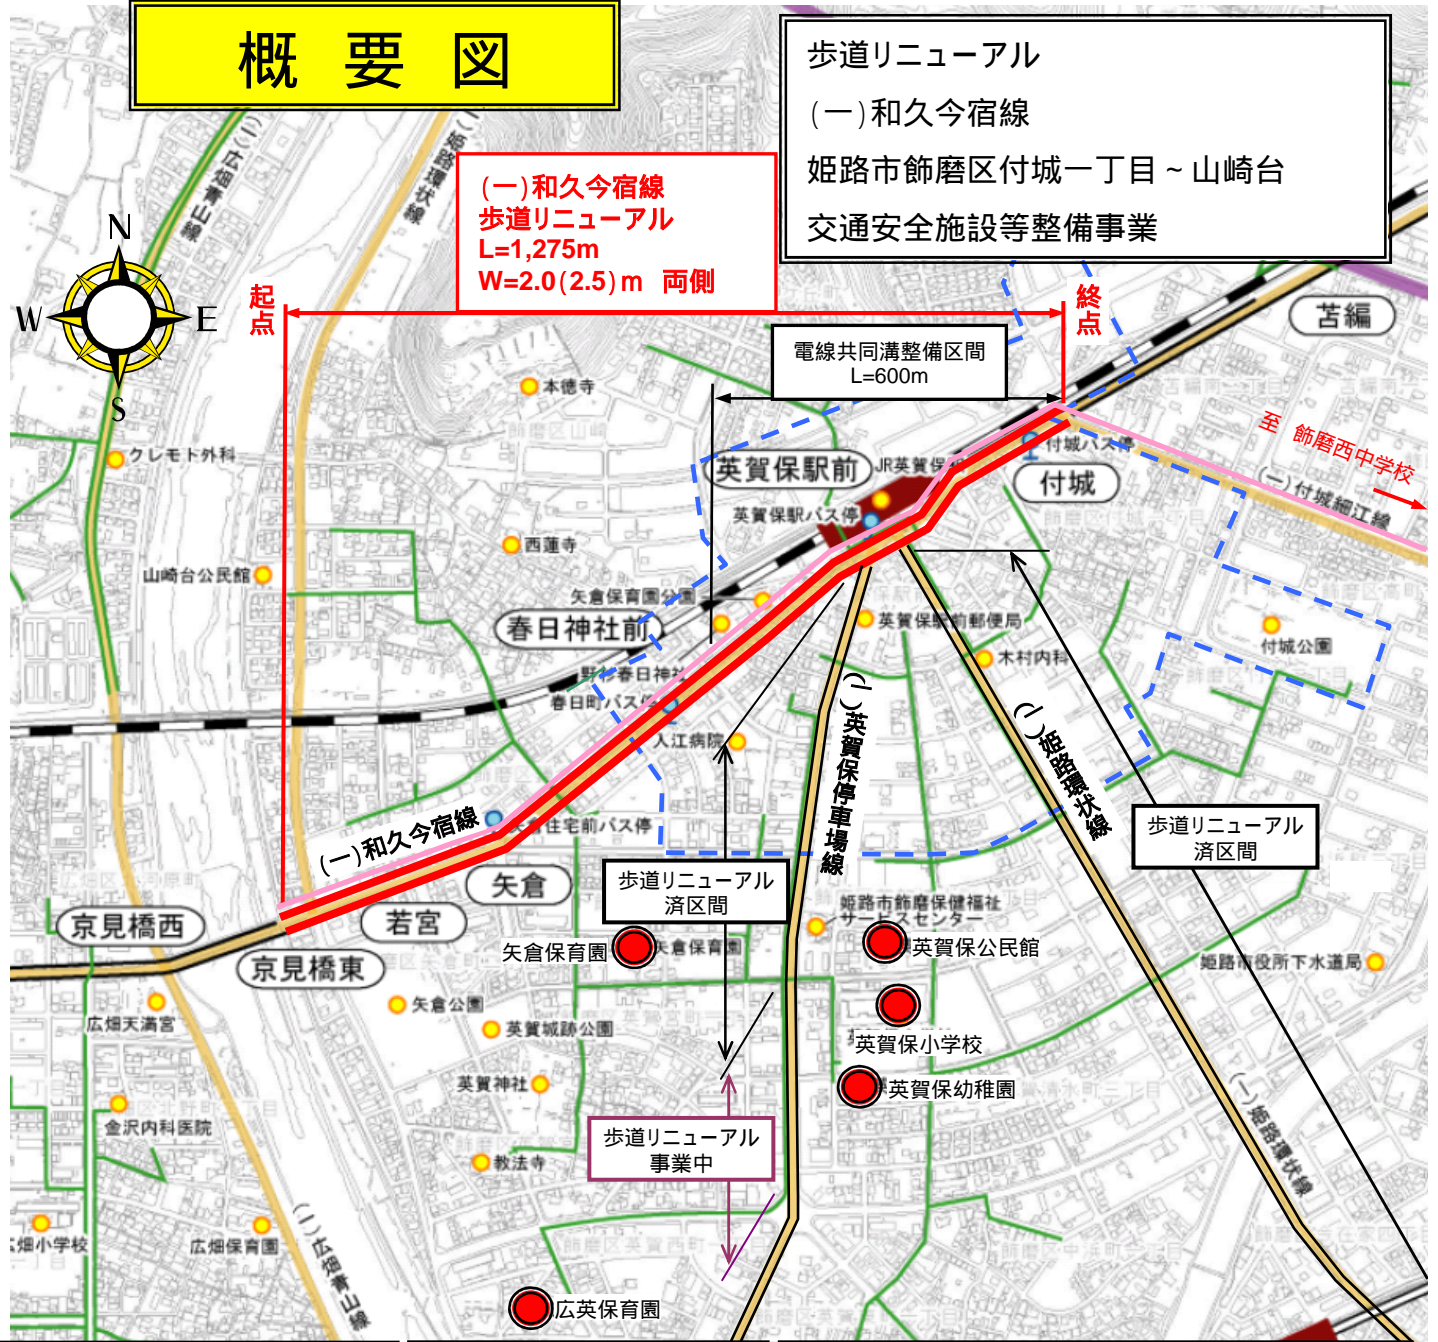 概要図
歩道リニューアル
(一)和久今宿線
姫路市飾磨区付城一丁目~山崎台
交通安全施設等整備事業
(一)和久今宿線
歩道リニューアル
L=1,275m
W=2.0(2.5)m 両側
(一)広畑青山線
(一)姫路環状線
N
W
E
S
起点
終点
苫編
電線共同溝整備区間
L=600m
本徳寺
クレモト外科
英賀保駅前
付城バス停
付城
至 飾磨西中学校
(一)付城細江線
英賀保駅バス停
西蓮寺
山崎台公民館
矢倉保育園公園
春日神社前
英賀保駅前郵便局
木村内科
付城公園
春日町バス停
入江病院
(一)英賀保停車場線
(一)姫路環状線
歩道リニューアル
済区間
(一)和久今宿線
矢倉住宅前バス停
矢倉
歩道リニューアル
済区間
若宮
京見橋西
京見橋東
姫路市飾磨保健福祉
サービスセンター
矢倉保育園
矢倉保育園
英賀保公民館
姫路市役所下水道局
矢倉公園
広畑天満宮
英賀城跡公園
英賀保小学校
英賀神社
英賀保幼稚園
金沢内科医院
歩道リニューアル
事業中
教法寺
(一)姫路環状線
畑小学校
広畑保育園
(一)広畑青山線
広英保育園